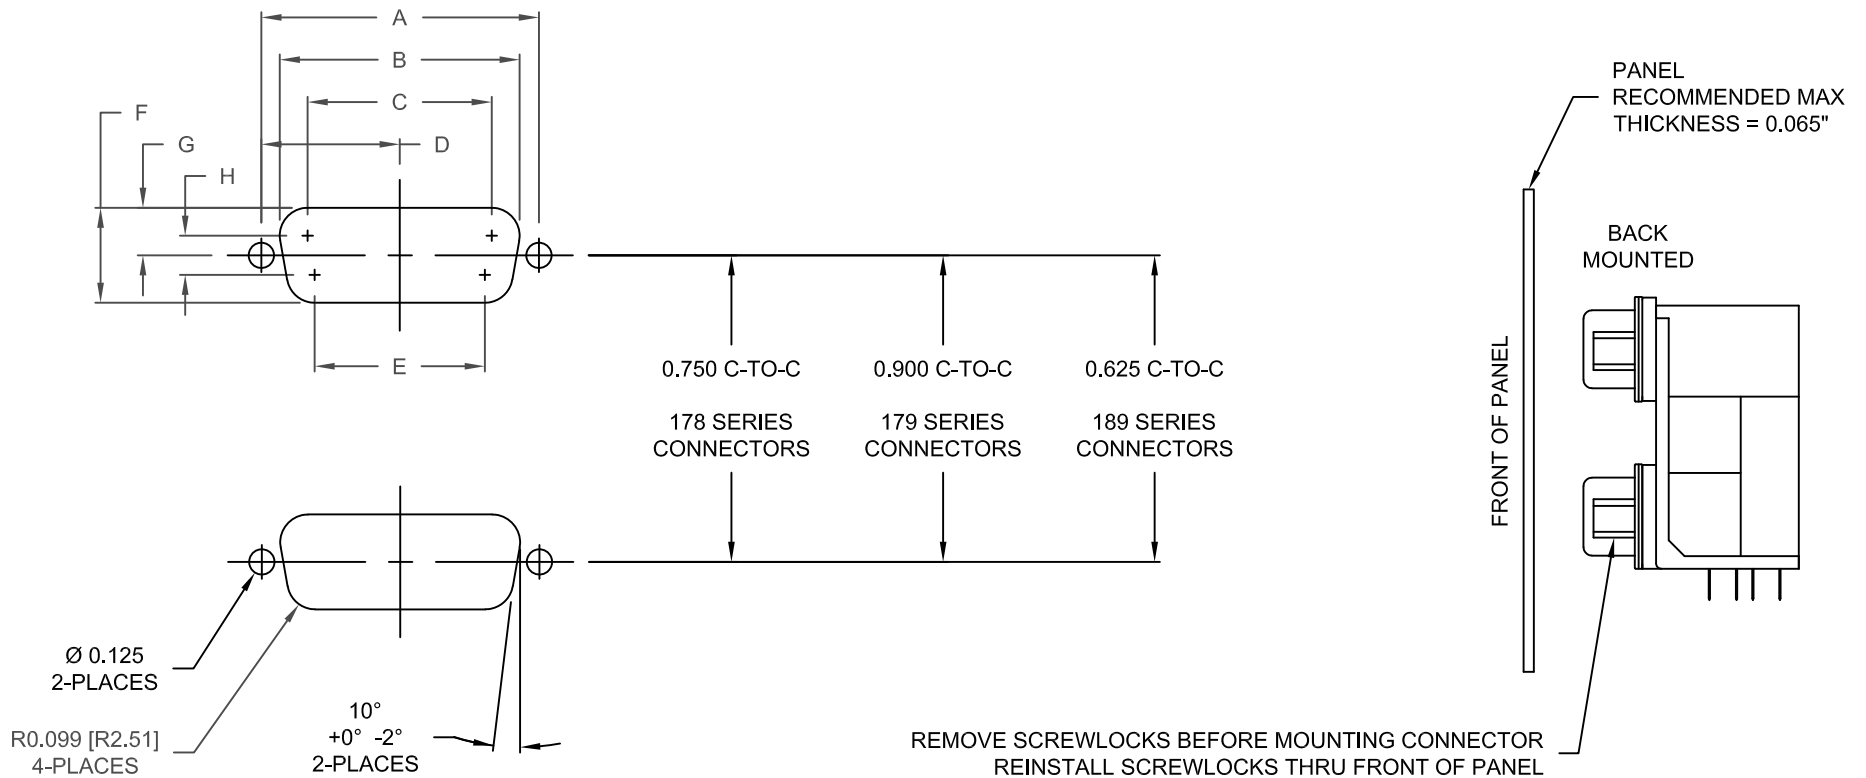 A
B
C
D
F
G
H
E
PANEL
RECOMMENDED MAX
THICKNESS = 0.065"
BACK
MOUNTED
FRONT OF PANEL
0.750 C-TO-C
178 SERIES
CONNECTORS
0.900 C-TO-C
179 SERIES
CONNECTORS
0.625 C-TO-C
189 SERIES
CONNECTORS
Ø 0.125
2-PLACES
R0.099 [R2.51]
4-PLACES
10°
+0° -2°
2-PLACES
REMOVE SCREWLOCKS BEFORE MOUNTING CONNECTOR
REINSTALL SCREWLOCKS THRU FRONT OF PANEL